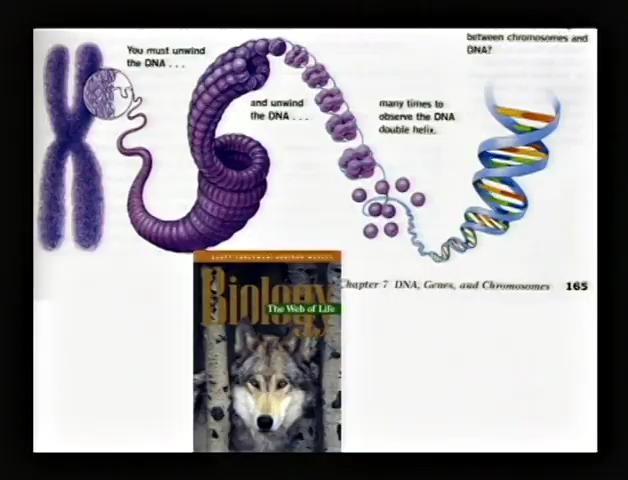 between chromosomes and
DNA?
You must unwind
the DNA . . .
and unwind
the DNA . . .
many times to
observe the DNA
double helix.
Chapter 7 DNA, Genes, and Chromosomes 165
Biology
The Web of Life